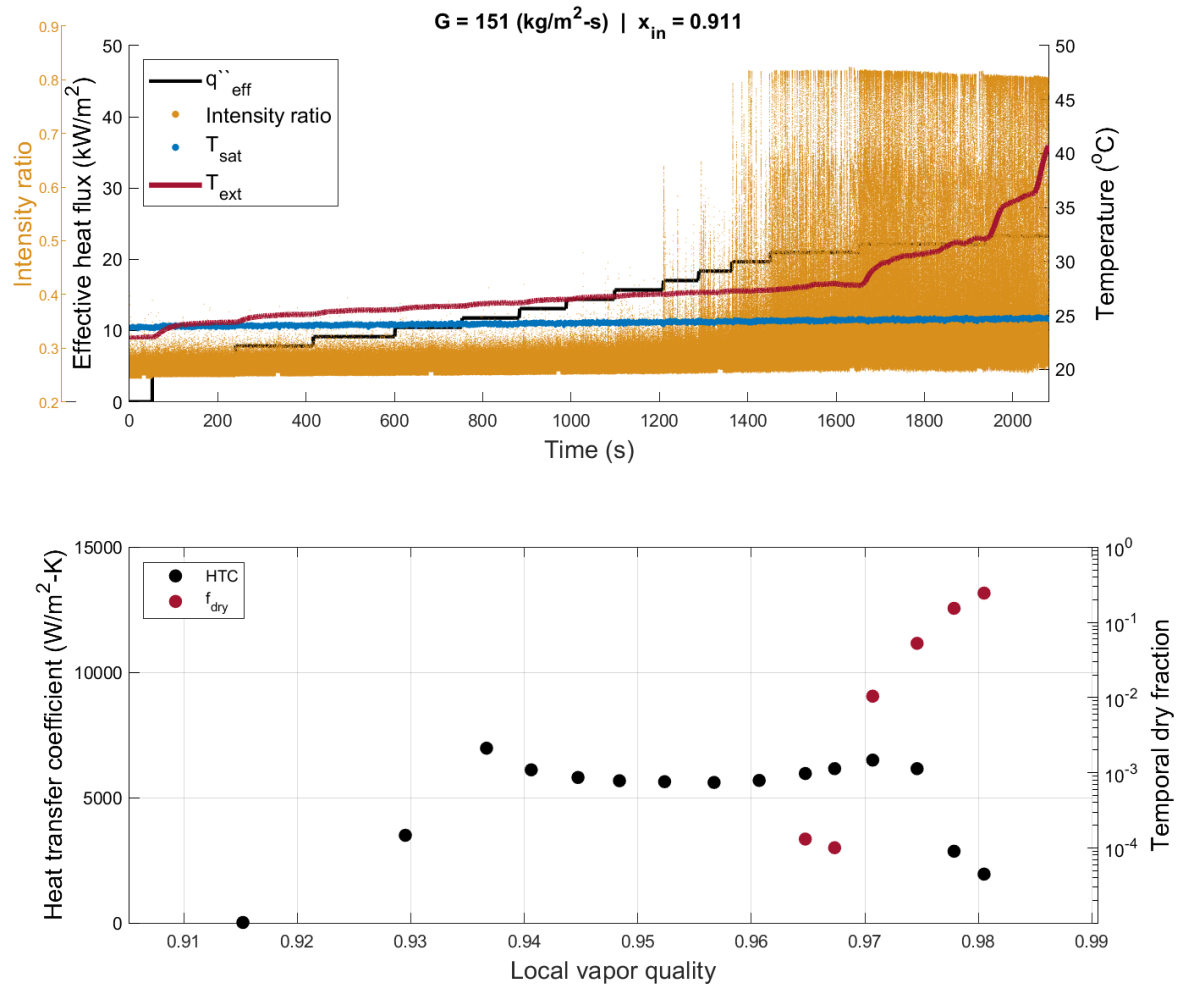 G = 151 (kg/m²-s) | x_in = 0.911
0.9
0.8
0.7
0.6
0.5
0.4
0.3
0.2
Intensity ratio
50
40
30
20
10
0
Effective heat flux (kW/m²)
q``_eff
Intensity ratio
T_sat
T_ext
50
45
40
35
30
25
20
Temperature (°C)
0 200 400 600 800 1000 1200 1400 1600 1800 2000
Time (s)
15000
10000
5000
0
Heat transfer coefficient (W/m²-K)
HTC
f_dry
10⁰
10⁻¹
10⁻²
10⁻³
10⁻⁴
Temporal dry fraction
0.91 0.92 0.93 0.94 0.95 0.96 0.97 0.98 0.99
Local vapor quality